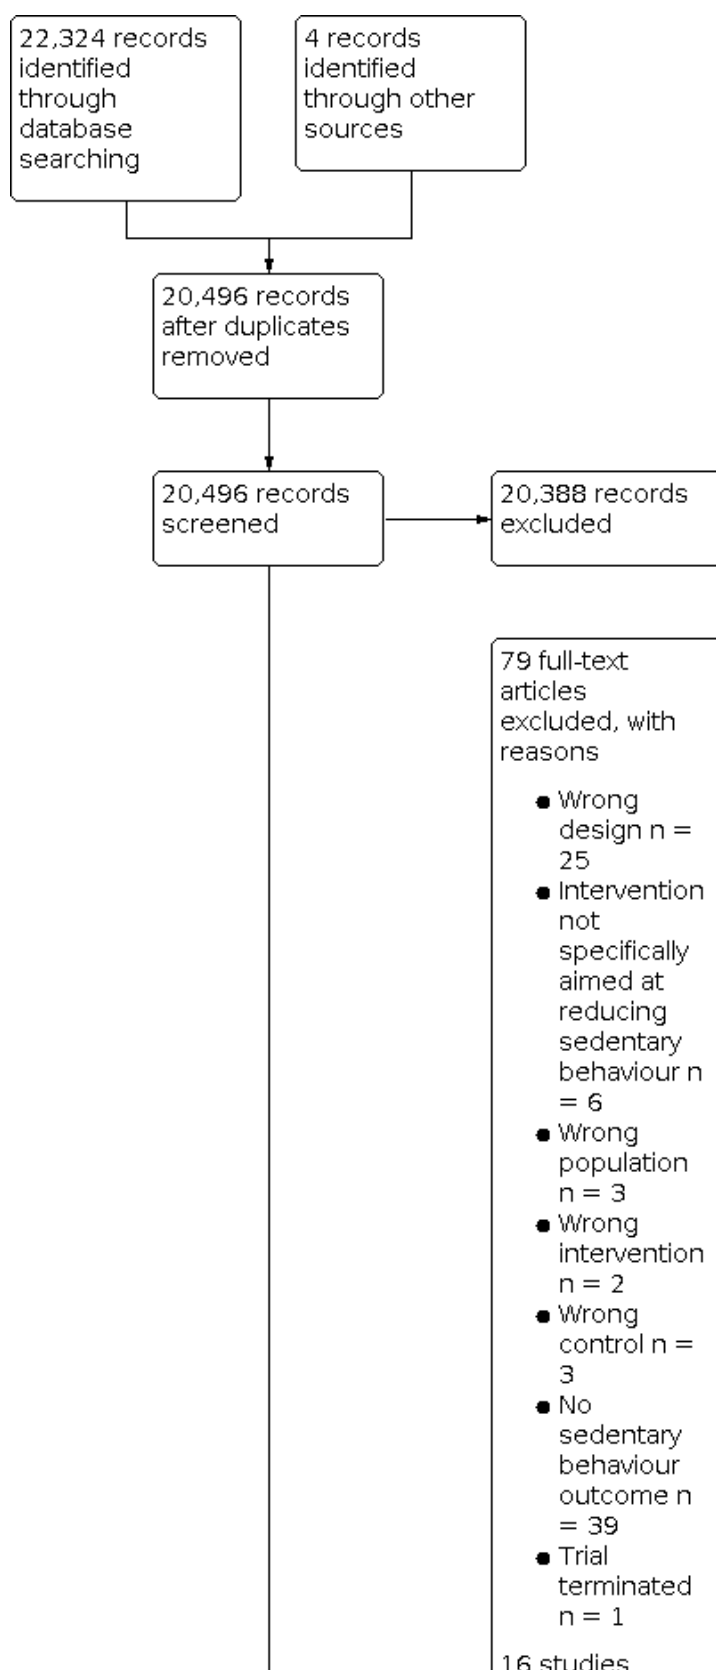 22,324 records
identified
through
database
searching
4 records
identified
through other
sources
20,496 records
after duplicates
removed
20,496 records
screened
20,388 records
excluded
79 full-text
articles
excluded, with
reasons
● Wrong
design n =
25
● Intervention
not
specifically
aimed at
reducing
sedentary
behaviour n
= 6
● Wrong
population
n = 3
● Wrong
intervention
n = 2
● Wrong
control n =
3
● No
sedentary
behaviour
outcome n
= 39
● Trial
terminated
n = 1
16 studies